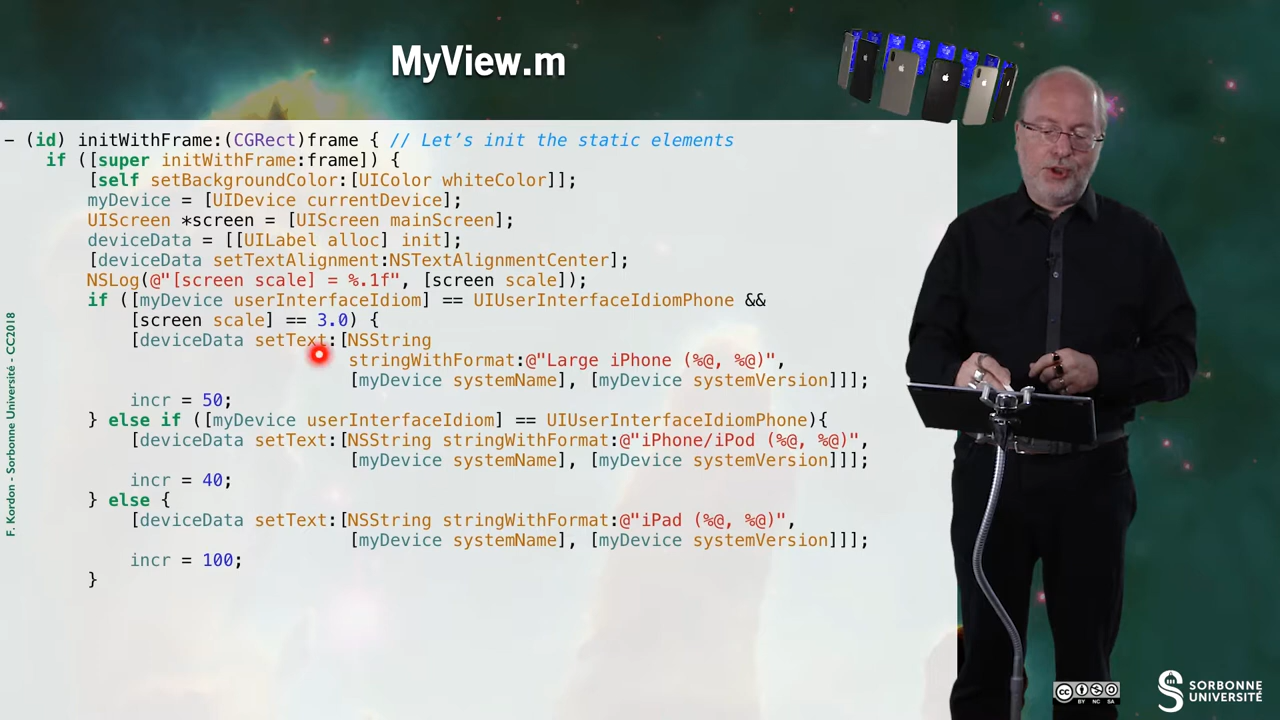 MyView.m
– (id) initWithFrame:(CGRect)frame { // Let’s init the static elements
if ([super initWithFrame:frame]) {
[self setBackgroundColor:[UIColor whiteColor]];
myDevice = [UIDevice currentDevice];
UIScreen *screen = [UIScreen mainScreen];
deviceData = [[UILabel alloc] init];
[deviceData setTextAlignment:NSTextAlignmentCenter];
NSLog(@"[screen scale] = %.1f", [screen scale]);
if ([myDevice userInterfaceIdiom] == UIUserInterfaceIdiomPhone &&
[screen scale] == 3.0) {
[deviceData setText:[NSString
stringWithFormat:@"Large iPhone (%@, %@)",
[myDevice systemName], [myDevice systemVersion]]];
incr = 50;
} else if ([myDevice userInterfaceIdiom] == UIUserInterfaceIdiomPhone){
[deviceData setText:[NSString stringWithFormat:@"iPhone/iPod (%@, %@)",
[myDevice systemName], [myDevice systemVersion]]];
incr = 40;
} else {
[deviceData setText:[NSString stringWithFormat:@"iPad (%@, %@)",
[myDevice systemName], [myDevice systemVersion]]];
incr = 100;
}
F. Kordon - Sorbonne Université - CC2018
cc BY NC SA
SORBONNE
UNIVERSITÉ